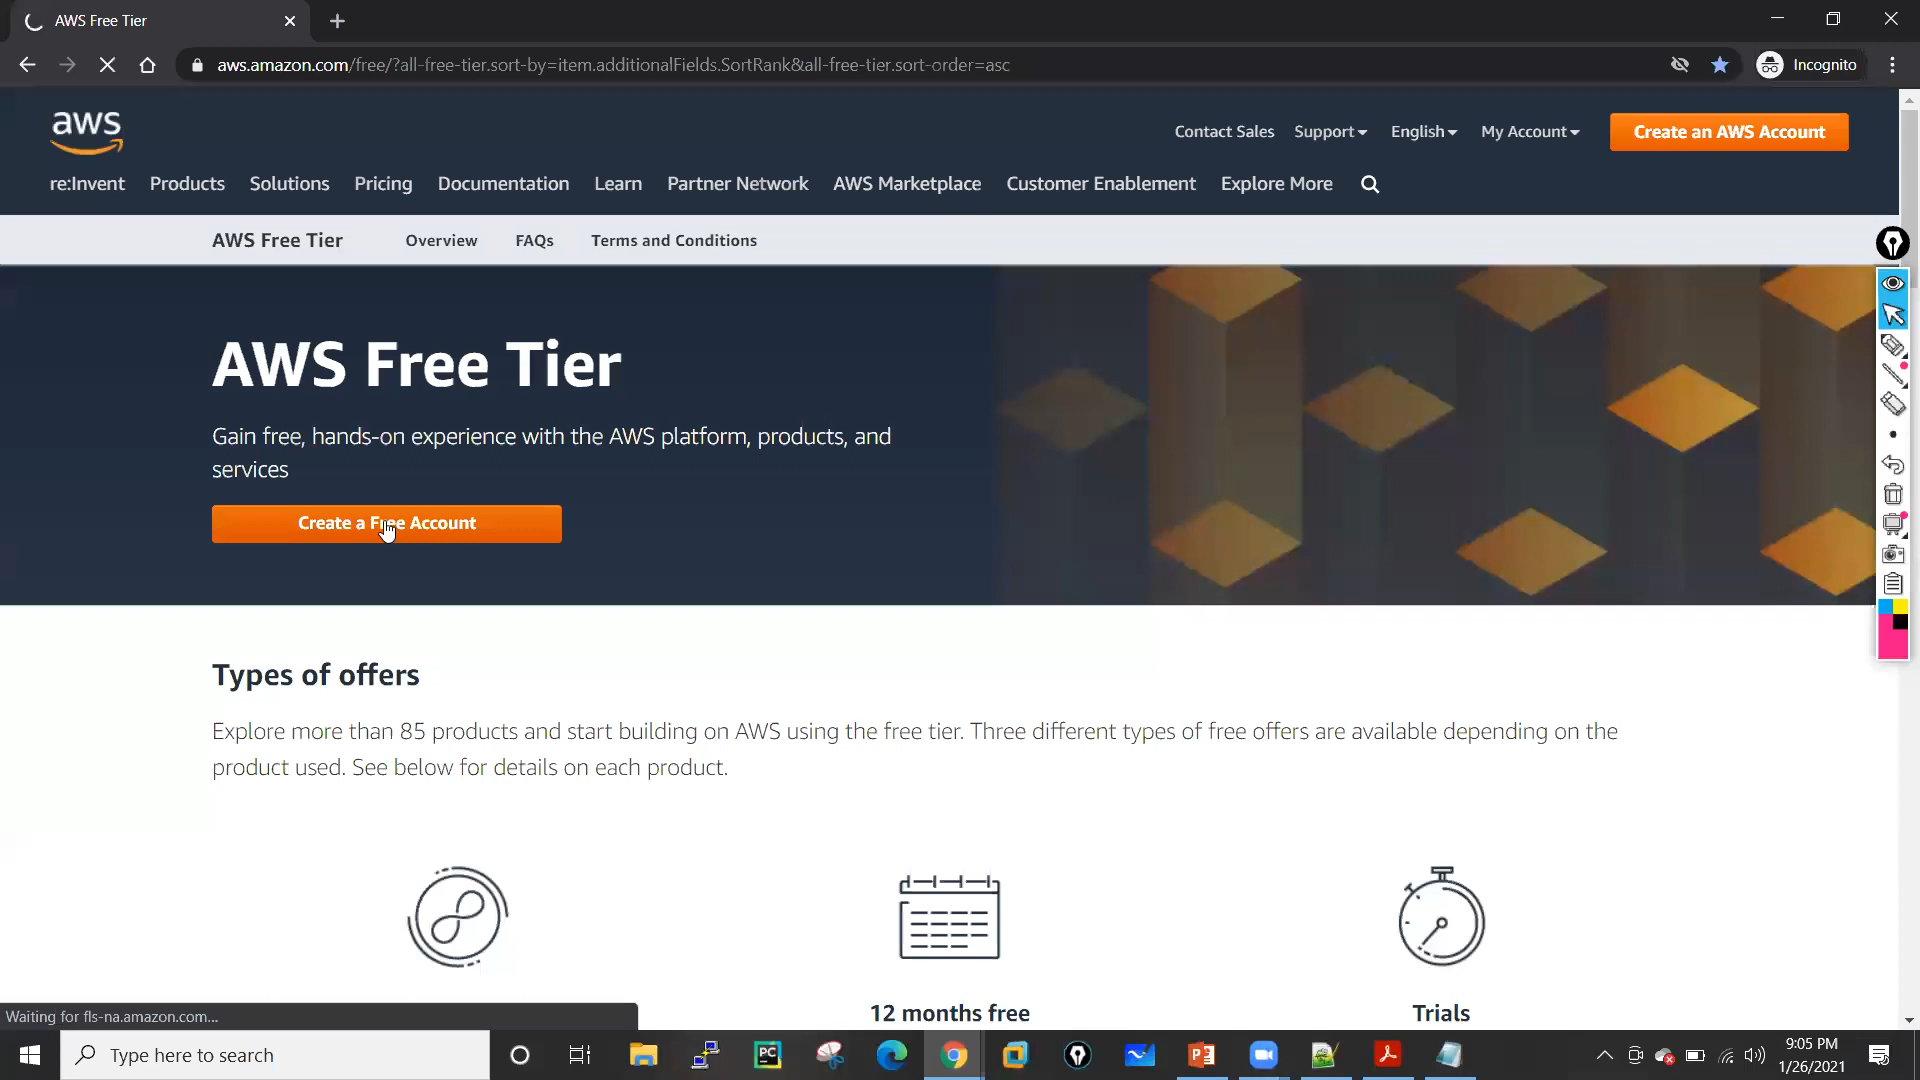 AWS Free Tier
aws.amazon.com/free/?all-free-tier.sort-by=item.additionalFields.SortRank&all-free-tier.sort-order=asc
Incognito
aws
Contact Sales Support English My Account Create an AWS Account
re:Invent Products Solutions Pricing Documentation Learn Partner Network AWS Marketplace Customer Enablement Explore More
AWS Free Tier Overview FAQs Terms and Conditions
AWS Free Tier
Gain free, hands-on experience with the AWS platform, products, and
services
Create a Free Account
Types of offers
Explore more than 85 products and start building on AWS using the free tier. Three different types of free offers are available depending on the
product used. See below for details on each product.
12 months free Trials
Waiting for fls-na.amazon.com...
Type here to search
PC
9:05 PM
1/26/2021